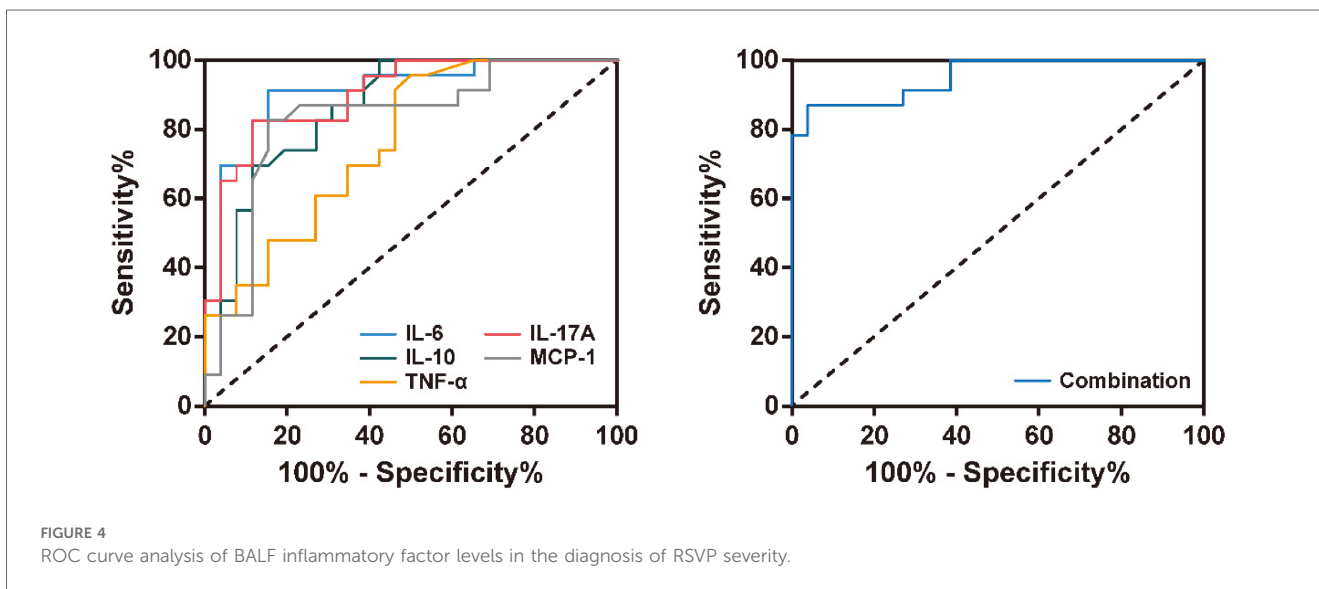 100
80
60
40
20
0
Sensitivity%
IL-6
IL-10
TNF-α
IL-17A
MCP-1
0 20 40 60 80 100
100% - Specificity%
100
80
60
40
20
0
Sensitivity%
Combination
0 20 40 60 80 100
100% - Specificity%
FIGURE 4
ROC curve analysis of BALF inflammatory factor levels in the diagnosis of RSVP severity.